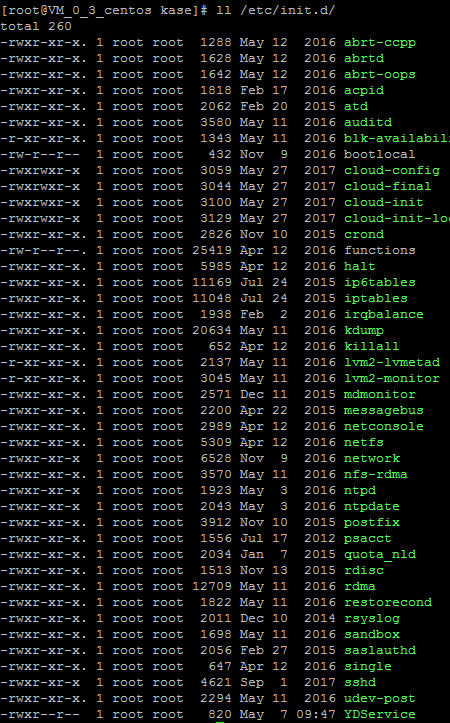 [root@VM_0_3_centos kase]# ll /etc/init.d/
total 260
-rwxr-xr-x. 1 root root  1288 May 12  2016 abrt-ccpp
-rwxr-xr-x. 1 root root  1628 May 12  2016 abrtd
-rwxr-xr-x. 1 root root  1642 May 12  2016 abrt-oops
-rwxr-xr-x. 1 root root  1818 Feb 17  2016 acpid
-rwxr-xr-x. 1 root root  2062 Feb 20  2015 atd
-rwxr-xr-x. 1 root root  3580 May 11  2016 auditd
-r-xr-xr-x. 1 root root  1343 May 11  2016 blk-availabili
-rw-r--r--  1 root root   432 Nov  9  2016 bootlocal
-rwxrwxr-x  1 root root  3059 May 27  2017 cloud-config
-rwxrwxr-x  1 root root  3044 May 27  2017 cloud-final
-rwxrwxr-x  1 root root  3100 May 27  2017 cloud-init
-rwxrwxr-x  1 root root  3129 May 27  2017 cloud-init-lo
-rwxr-xr-x. 1 root root  2826 Nov 10  2015 crond
-rw-r--r--. 1 root root 25419 Apr 12  2016 functions
-rwxr-xr-x. 1 root root  5985 Apr 12  2016 halt
-rwxr-xr-x. 1 root root 11169 Jul 24  2015 ip6tables
-rwxr-xr-x. 1 root root 11048 Jul 24  2015 iptables
-rwxr-xr-x. 1 root root  1938 Feb  2  2016 irqbalance
-rwxr-xr-x. 1 root root 20634 May 11  2016 kdump
-rwxr-xr-x. 1 root root   652 Apr 12  2016 killall
-r-xr-xr-x. 1 root root  2137 May 11  2016 lvm2-lvmetad
-r-xr-xr-x. 1 root root  3045 May 11  2016 lvm2-monitor
-rwxr-xr-x. 1 root root  2571 Dec 11  2015 mdmonitor
-rwxr-xr-x. 1 root root  2200 Apr 22  2015 messagebus
-rwxr-xr-x. 1 root root  2989 Apr 12  2016 netconsole
-rwxr-xr-x. 1 root root  5309 Apr 12  2016 netfs
-rwxr-xr-x  1 root root  6528 Nov  9  2016 network
-rwxr-xr-x. 1 root root  3570 May 11  2016 nfs-rdma
-rwxr-xr-x  1 root root  1923 May  3  2016 ntpd
-rwxr-xr-x  1 root root  2043 May  3  2016 ntpdate
-rwxr-xr-x. 1 root root  3912 Nov 10  2015 postfix
-rwxr-xr-x. 1 root root  1556 Jul 17  2012 psacct
-rwxr-xr-x. 1 root root  2034 Jan  7  2015 quota_nld
-rwxr-xr-x. 1 root root  1513 Nov 13  2015 rdisc
-rwxr-xr-x. 1 root root 12709 May 11  2016 rdma
-rwxr-xr-x. 1 root root  1822 May 11  2016 restorecond
-rwxr-xr-x. 1 root root  2011 Dec 10  2014 rsyslog
-rwxr-xr-x. 1 root root  1698 May 11  2016 sandbox
-rwxr-xr-x. 1 root root  2056 Feb 27  2015 saslauthd
-rwxr-xr-x. 1 root root   647 Apr 12  2016 single
-rwxr-xr-x  1 root root  4621 Sep  1  2017 sshd
-rwxr-xr-x. 1 root root  2294 May 11  2016 udev-post
-rwxr--r--  1 root root   820 May  7 09:47 YDService